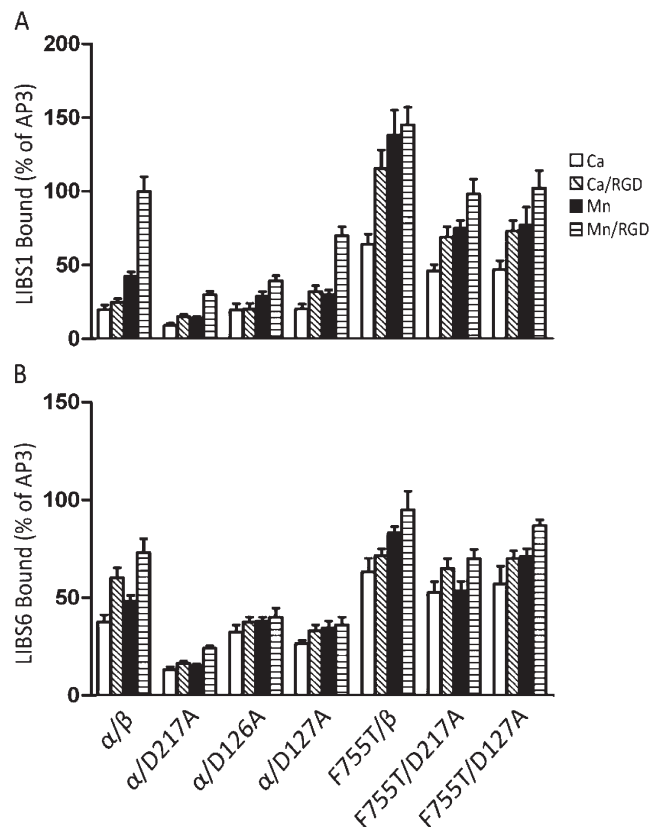 A
LIBS1 Bound (% of AP3)
200
150
100
50
0
Ca
Ca/RGD
Mn
Mn/RGD
B
LIBS6 Bound (% of AP3)
150
100
50
0
α/β
α/D217A
α/D126A
α/D127A
F755T/β
F755T/D217A
F755T/D127A